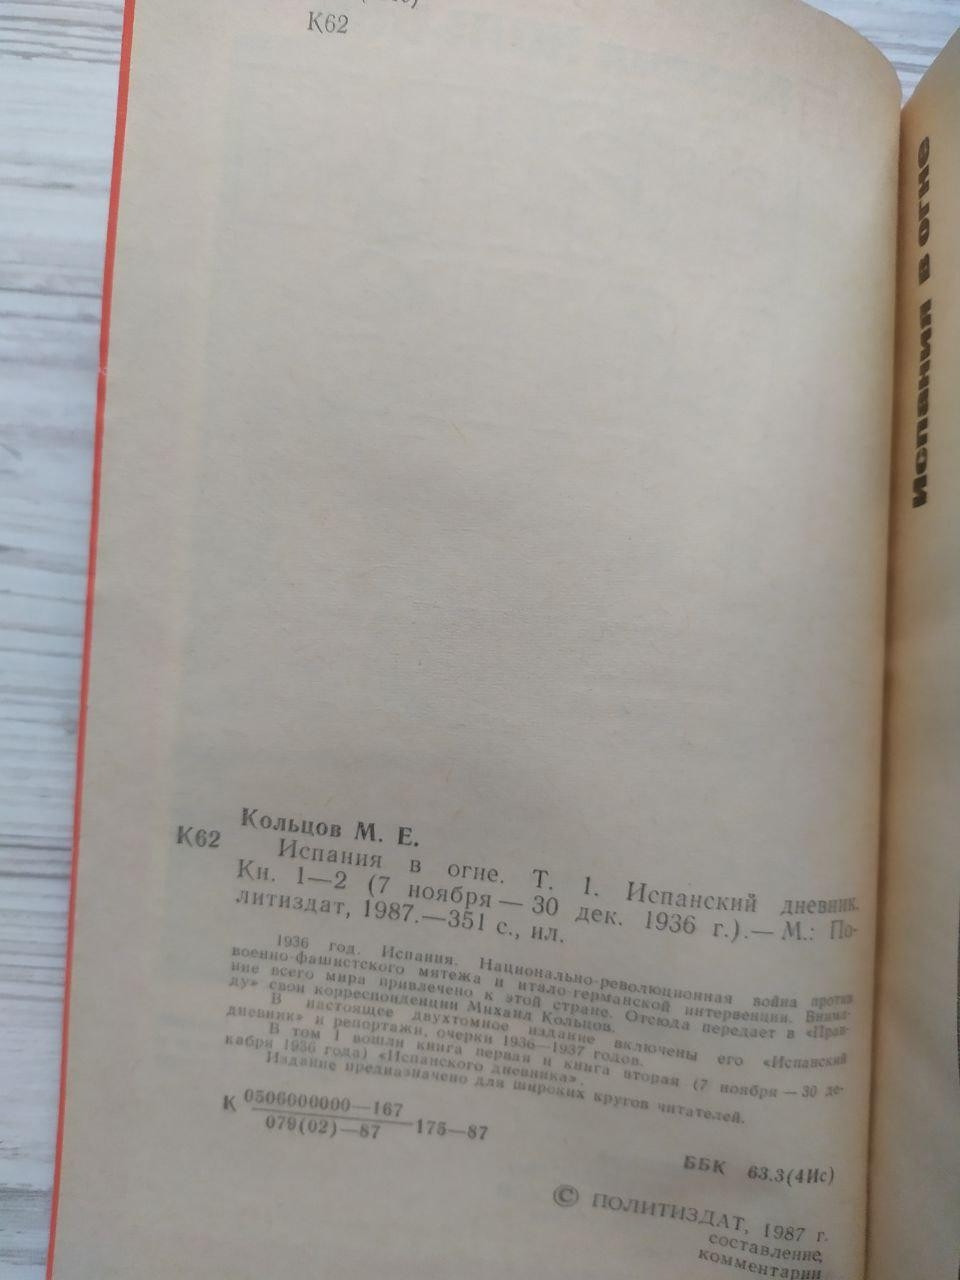 К62
Кольцов М. Е.
К62 Испания в огне. Т. 1. Испанский дневник.
Кн. 1—2 (7 ноября — 30 дек. 1936 г.).— М.: По-
литиздат, 1987.—351 с., ил.
1936 год. Испания. Национально-революционная война против
военно-фашистского мятежа и итало-германской интервенции. Внима-
ние всего мира привлечено к этой стране. Отсюда передает в «Прав-
ду» свои корреспонденции Михаил Кольцов.
В настоящее двухтомное издание включены его «Испанский
дневник» и репортажи, очерки 1936—1937 годов.
В том 1 вошли книга первая и книга вторая (7 ноября — 30 де-
кабря 1936 года) «Испанского дневника».
Издание предназначено для широких кругов читателей.
К 0506000000—167
079(02)—87 175—87
ББК 63.3(4Ис)
© ПОЛИТИЗДАТ, 1987 г.
составление,
комментарии
Испания в огне